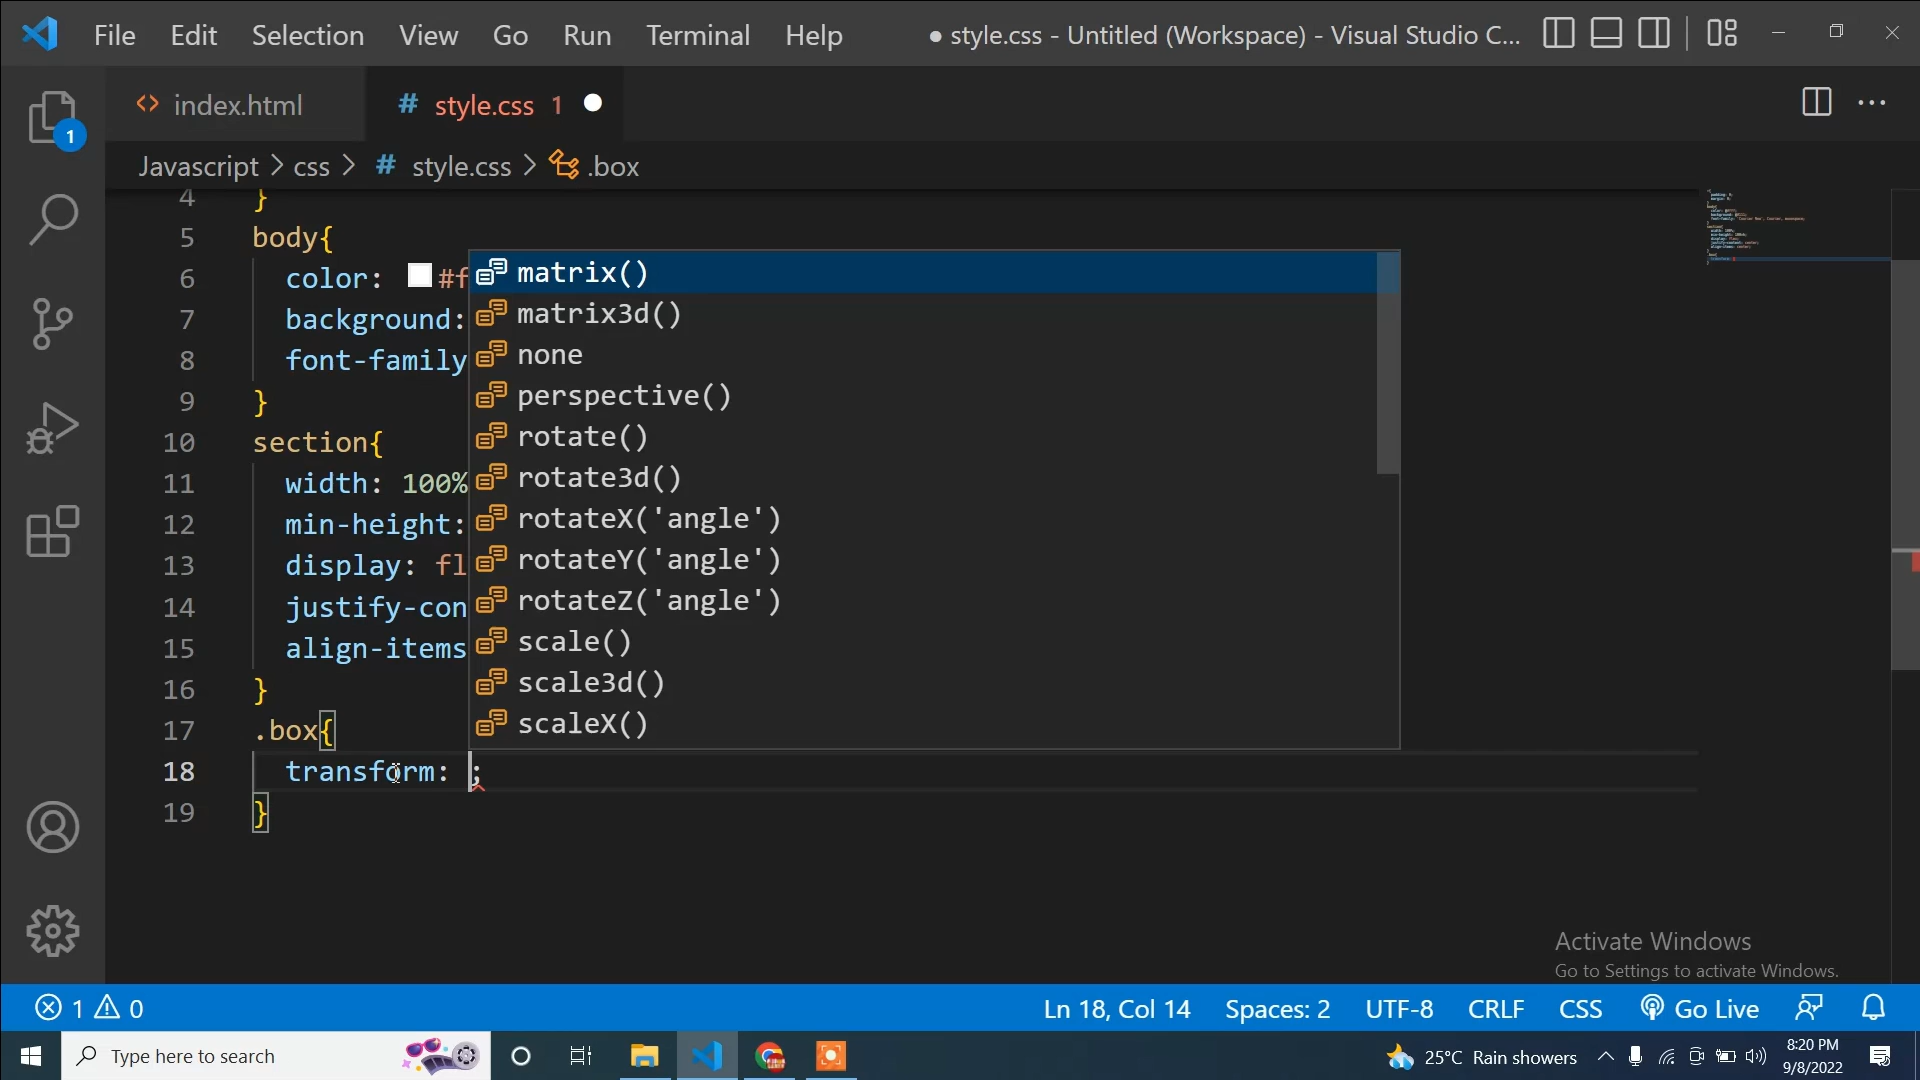 File Edit Selection View Go Run Terminal Help ● style.css - Untitled (Workspace) - Visual Studio C...
index.html # style.css 1
1
Javascript > css > # style.css > .box
4 }
5 body{
6 color: #f
7 background:
8 font-family
9 }
10 section{
11 width: 100%
12 min-height:
13 display: fl
14 justify-con
15 align-items
16 }
17 .box{
18 transform: ;
19 }
matrix()
matrix3d()
none
perspective()
rotate()
rotate3d()
rotateX('angle')
rotateY('angle')
rotateZ('angle')
scale()
scale3d()
scaleX()
Activate Windows
Go to Settings to activate Windows.
1 0 Ln 18, Col 14 Spaces: 2 UTF-8 CRLF CSS Go Live
Type here to search 25°C Rain showers 8:20 PM
9/8/2022